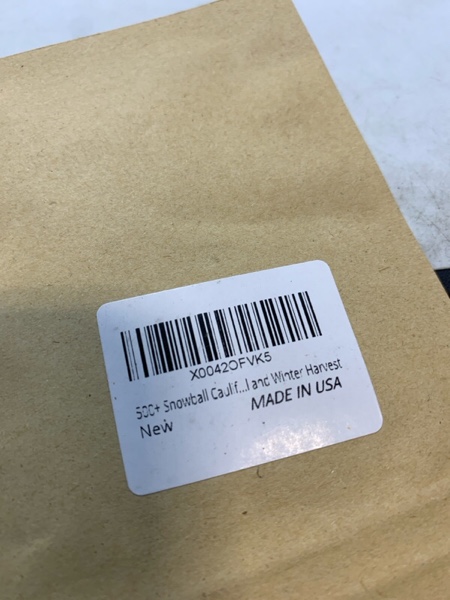 X0042OFVK5
500+ Snowball Caulif...l and Winter Harvest
New
MADE IN USA